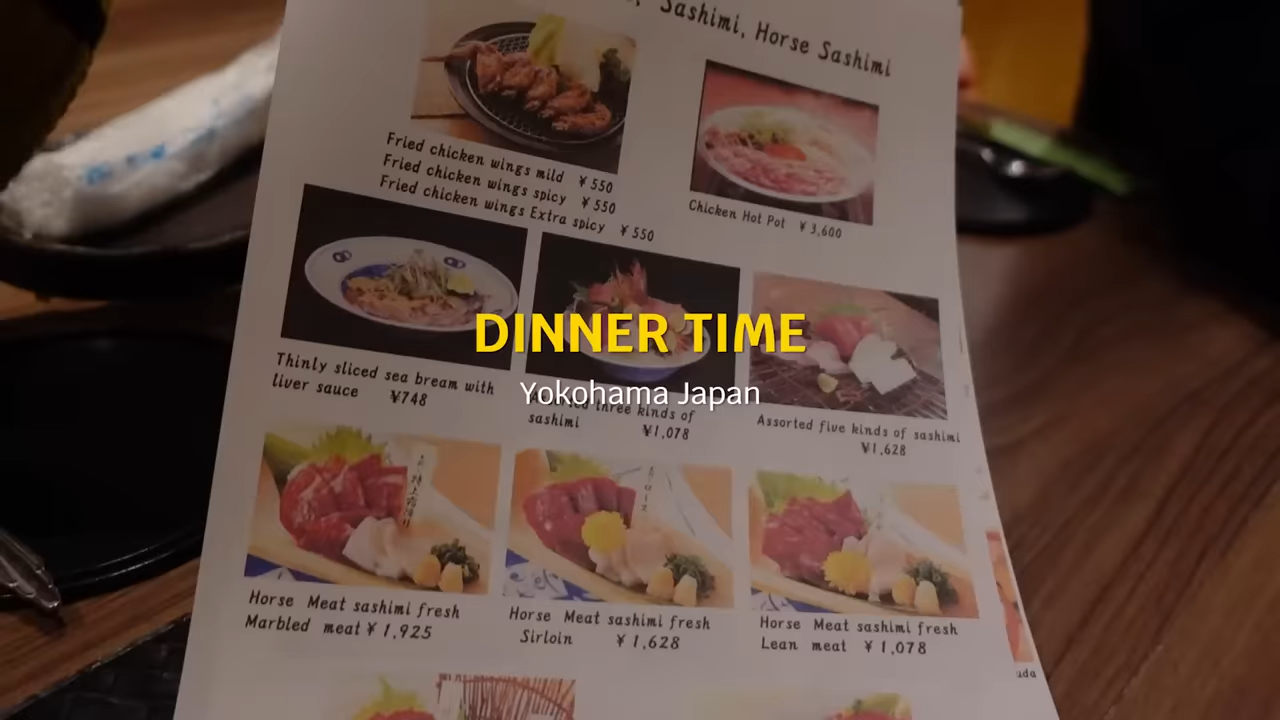 Sashimi, Horse Sashimi
Fried chicken wings mild ¥550
Fried chicken wings spicy ¥550
Fried chicken wings Extra spicy ¥550
Chicken Hot Pot ¥3,600
DINNER TIME
Yokohama Japan
Thinly sliced sea bream with
liver sauce ¥748
Assorted three kinds of
sashimi ¥1,078
Assorted five kinds of sashimi
¥1,628
Horse Meat sashimi fresh
Marbled meat ¥1,925
Horse Meat sashimi fresh
Sirloin ¥1,628
Horse Meat sashimi fresh
Lean meat ¥1,078